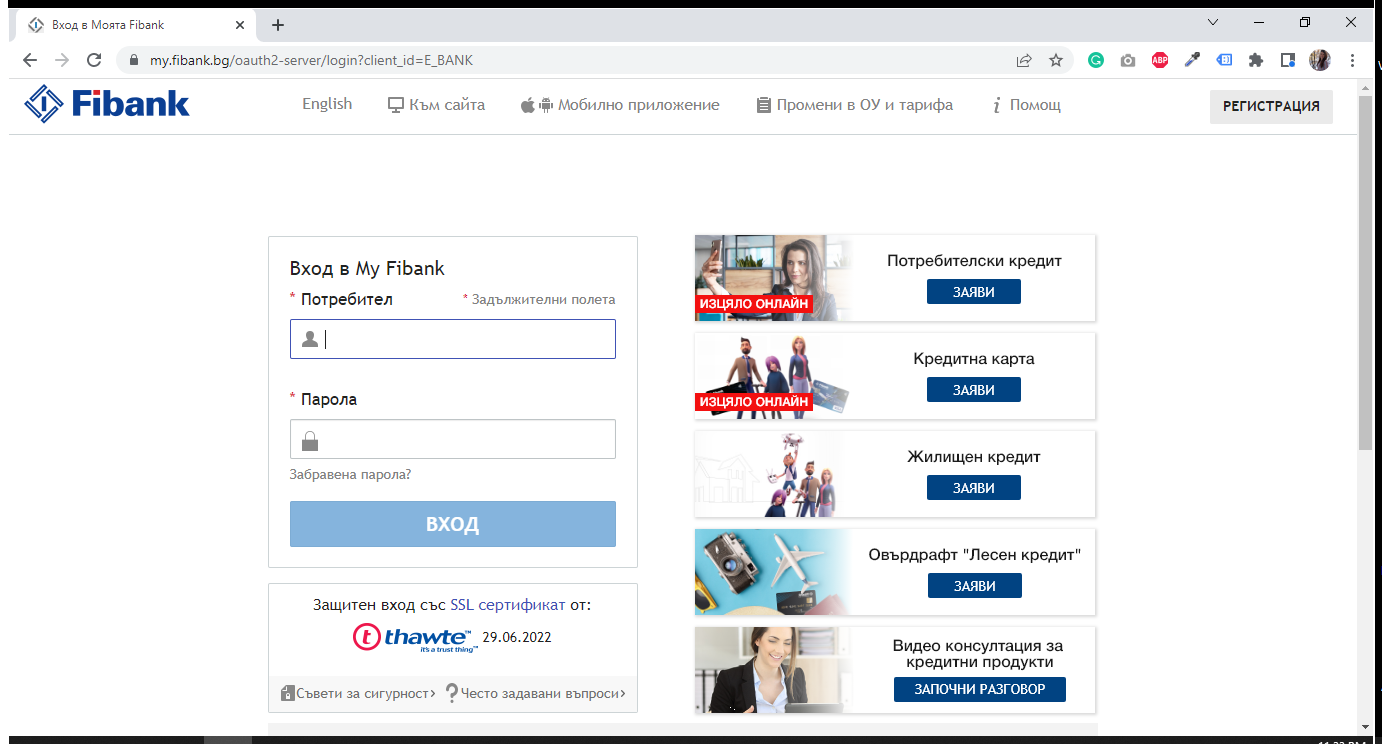 Вход в Моята Fibank
my.fibank.bg/oauth2-server/login?client_id=E_BANK
ABP
Fibank
English
Към сайта
Мобилно приложение
Промени в ОУ и тарифа
Помощ
РЕГИСТРАЦИЯ
Вход в My Fibank
* Потребител
* Задължителни полета
* Парола
Забравена парола?
ВХОД
Защитен вход със SSL сертификат от:
thawte™ 29.06.2022
it's a trust thing™
Съвети за сигурност›
Често задавани въпроси›
Потребителски кредит
ЗАЯВИ
ИЗЦЯЛО ОНЛАЙН
Кредитна карта
ЗАЯВИ
ИЗЦЯЛО ОНЛАЙН
Жилищен кредит
ЗАЯВИ
Овърдрафт "Лесен кредит"
ЗАЯВИ
Видео консултация за
кредитни продукти
ЗАПОЧНИ РАЗГОВОР